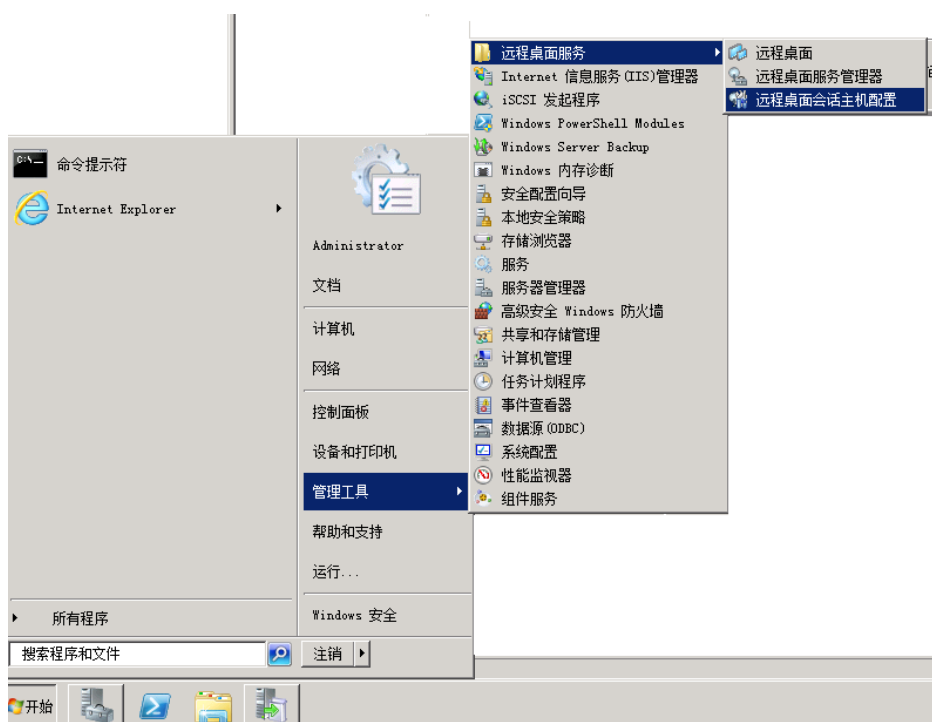 命令提示符
Internet Explorer
所有程序
搜索程序和文件
Administrator
文档
计算机
网络
控制面板
设备和打印机
管理工具
帮助和支持
运行...
Windows 安全
注销
远程桌面服务
Internet 信息服务(IIS)管理器
iSCSI 发起程序
Windows PowerShell Modules
Windows Server Backup
Windows 内存诊断
安全配置向导
本地安全策略
存储浏览器
服务
服务器管理器
高级安全 Windows 防火墙
共享和存储管理
计算机管理
任务计划程序
事件查看器
数据源(ODBC)
系统配置
性能监视器
组件服务
远程桌面
远程桌面服务管理器
远程桌面会话主机配置
开始